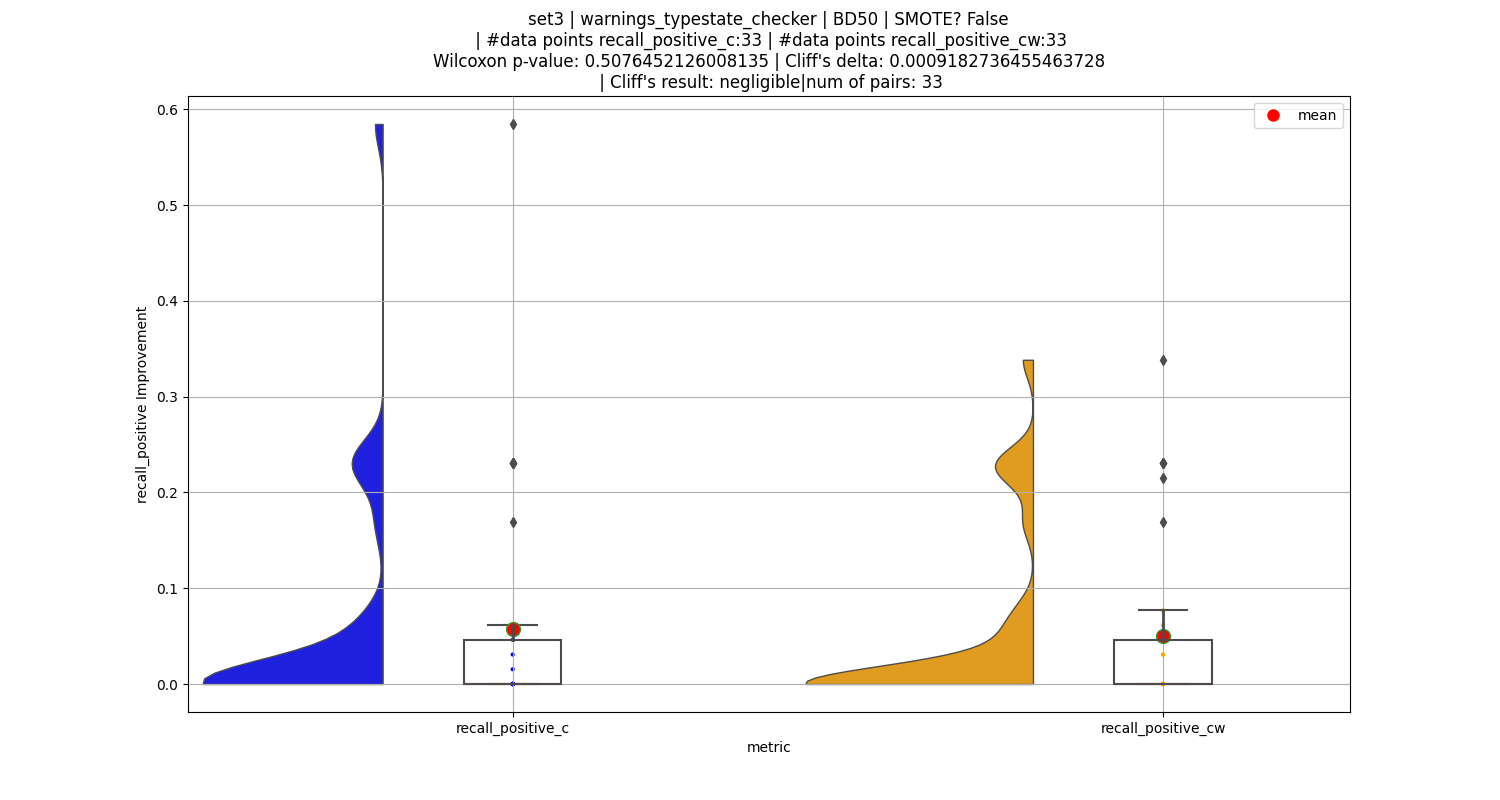 set3 | warnings_typestate_checker | BD50 | SMOTE? False
| #data points recall_positive_c:33 | #data points recall_positive_cw:33
Wilcoxon p-value: 0.5076452126008135 | Cliff's delta: 0.0009182736455463728
| Cliff's result: negligible|num of pairs: 33
mean
0.6
0.5
0.4
0.3
0.2
0.1
0.0
recall_positive Improvement
recall_positive_c
recall_positive_cw
metric